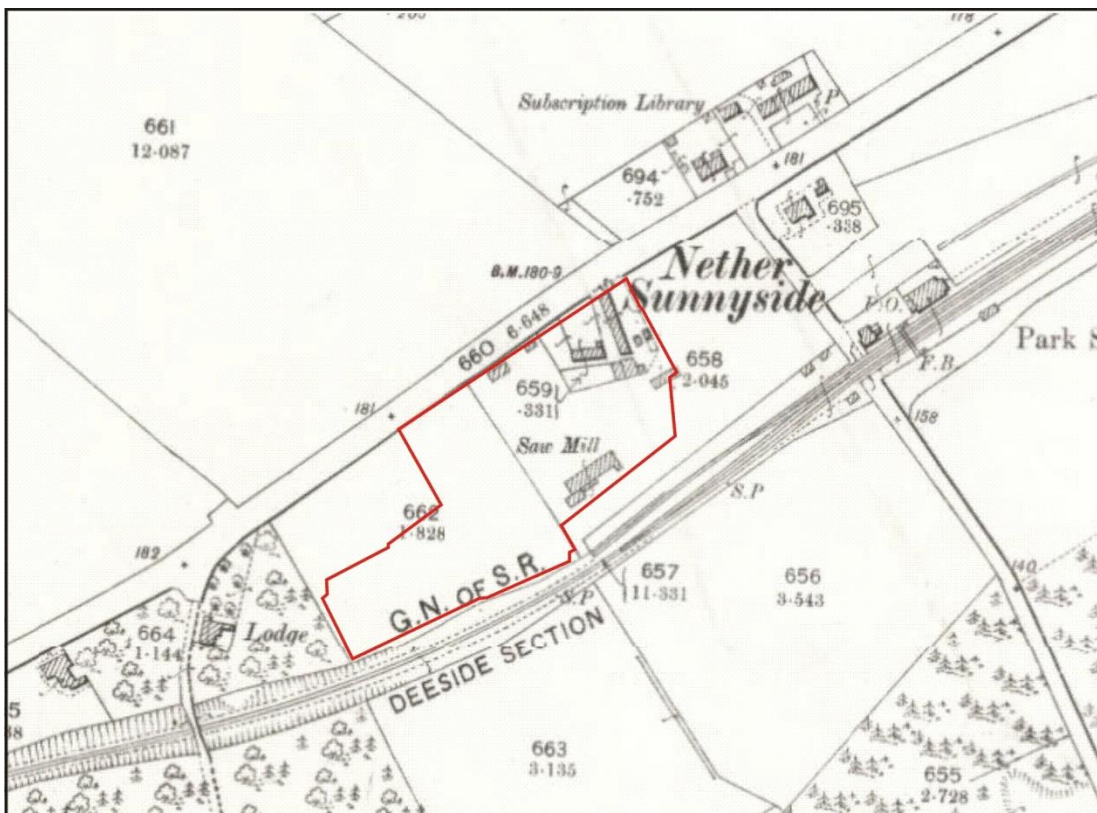 178
661
12·087
Subscription Library
P
181
694
·752
695
·338
B.M.180·9
Nether
Sunnyside
P.O.
660 6·648
Park S
658
2·045
F.B.
659
·331
181
158
Saw Mill
662
1·828
S.P
182
G.N. OF S.R.
657
11·331
656
3·543
140
S.P
664
1·144
Lodge
DEESIDE SECTION
663
3·135
655
2·728